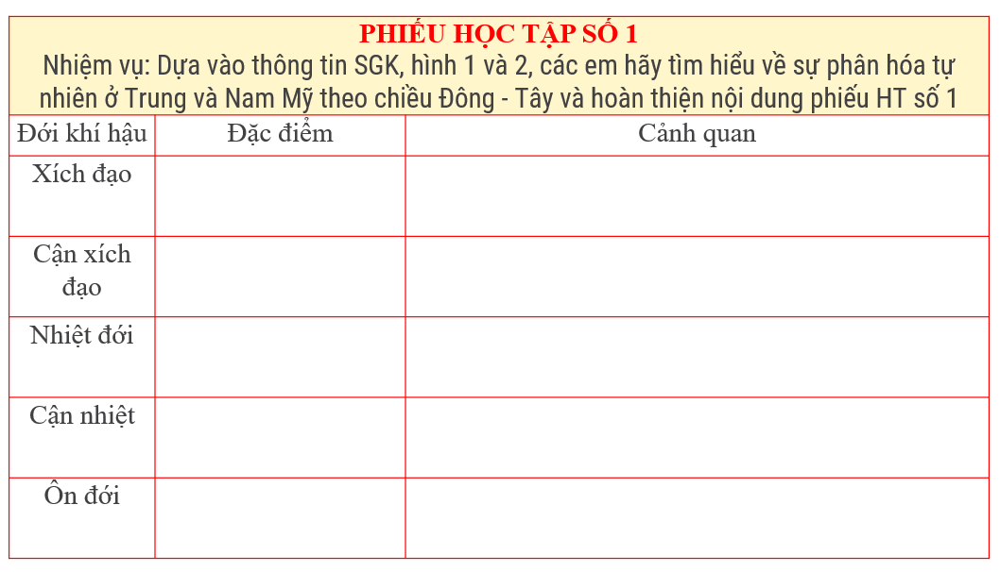 PHIẾU HỌC TẬP SỐ 1
Nhiệm vụ: Dựa vào thông tin SGK, hình 1 và 2, các em hãy tìm hiểu về sự phân hóa tự
nhiên ở Trung và Nam Mỹ theo chiều Đông - Tây và hoàn thiện nội dung phiếu HT số 1
Đới khí hậu Đặc điểm Cảnh quan
Xích đạo
Cận xích
đạo
Nhiệt đới
Cận nhiệt
Ôn đới